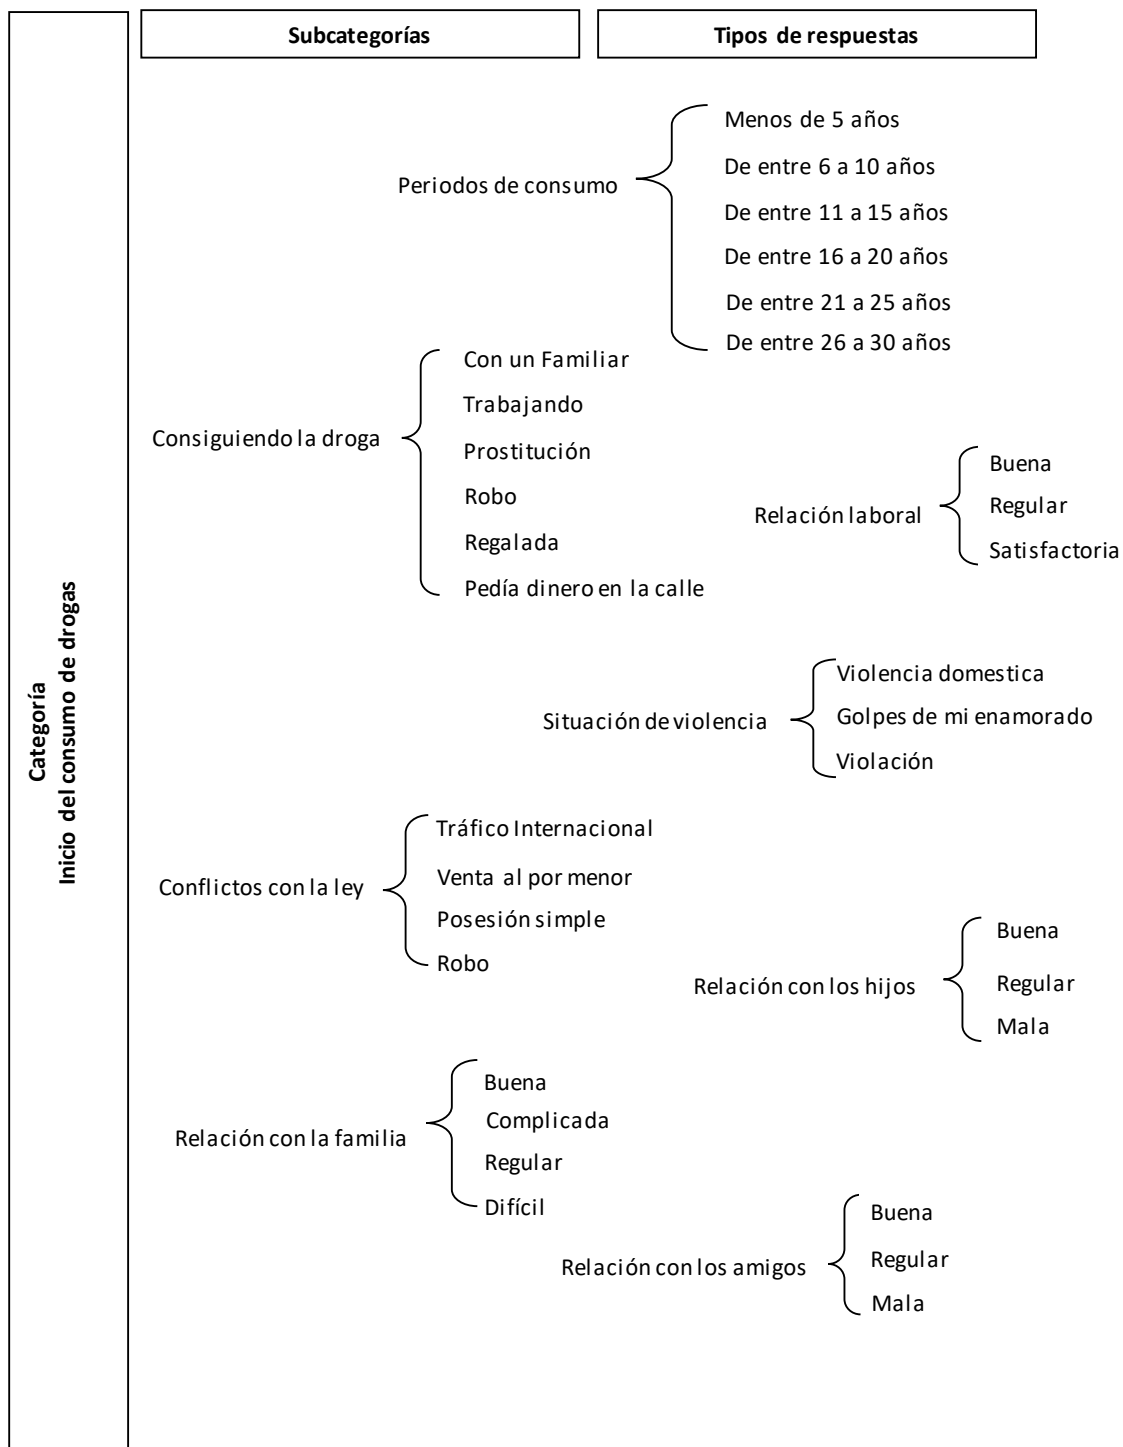 Subcategorías
Tipos de respuestas
Categoría
Inicio del consumo de drogas
Periodos de consumo
Menos de 5 años
De entre 6 a 10 años
De entre 11 a 15 años
De entre 16 a 20 años
De entre 21 a 25 años
De entre 26 a 30 años
Consiguiendo la droga
Con un Familiar
Trabajando
Prostitución
Robo
Regalada
Pedía dinero en la calle
Relación laboral
Buena
Regular
Satisfactoria
Situación de violencia
Violencia domestica
Golpes de mi enamorado
Violación
Conflictos con la ley
Tráfico Internacional
Venta al por menor
Posesión simple
Robo
Relación con los hijos
Buena
Regular
Mala
Relación con la familia
Buena
Complicada
Regular
Difícil
Relación con los amigos
Buena
Regular
Mala